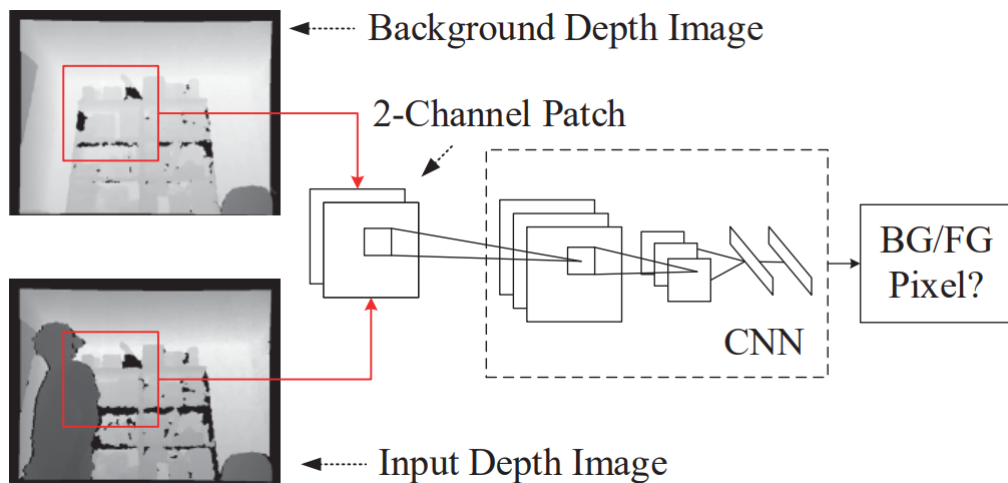 Background Depth Image
2-Channel Patch
BG/FG
Pixel?
CNN
Input Depth Image